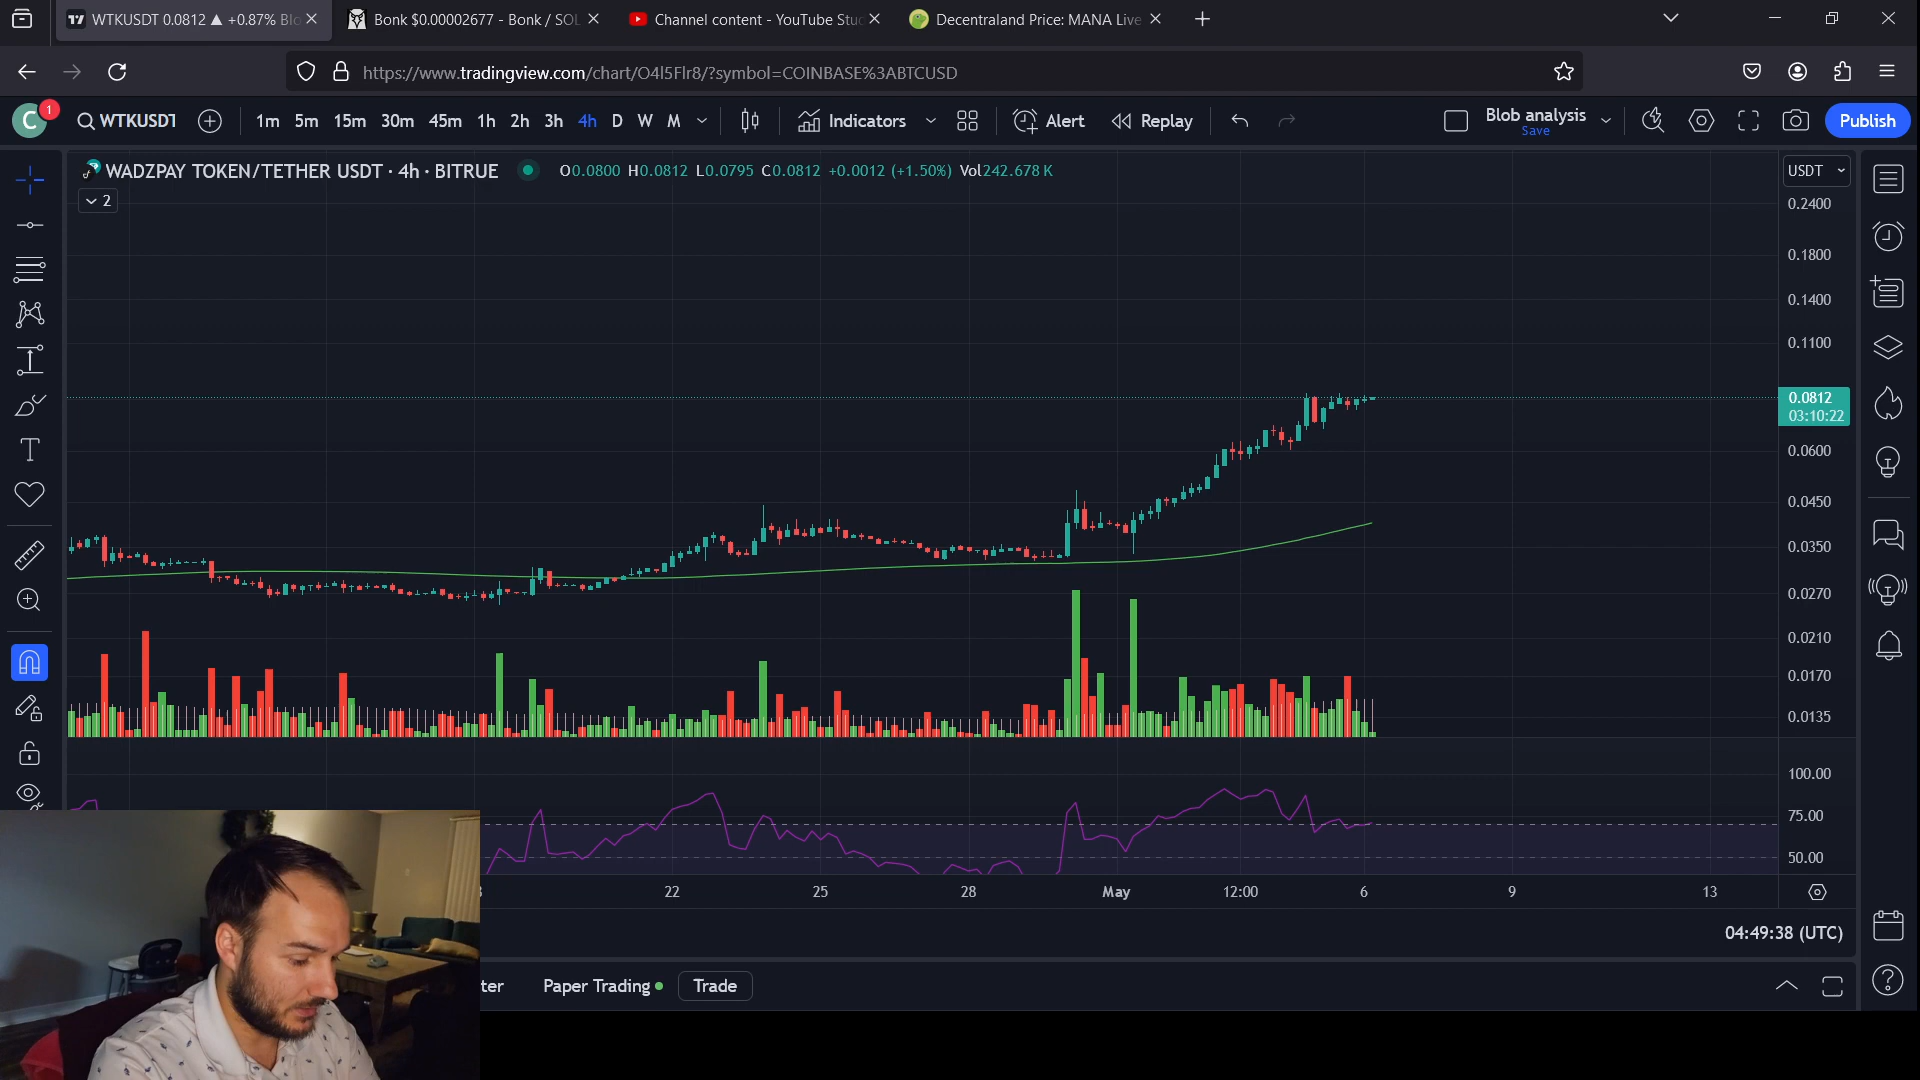 WTKUSDT 0.0812 ▲ +0.87% Blo
Bonk $0.00002677 - Bonk / SOL
Channel content - YouTube Stud
Decentraland Price: MANA Live
https://www.tradingview.com/chart/O4l5Flr8/?symbol=COINBASE%3ABTCUSD
C 1 WTKUSDT 1m 5m 15m 30m 45m 1h 2h 3h 4h D W M Indicators Alert Replay Blob analysis Publish
Save
WADZPAY TOKEN/TETHER USDT · 4h · BITRUE O0.0800 H0.0812 L0.0795 C0.0812 +0.0012 (+1.50%) Vol242.678 K
USDT
2
0.2400
0.1800
0.1400
0.1100
0.0812
03:10:22
0.0600
0.0450
0.0350
0.0270
0.0210
0.0170
0.0135
100.00
75.00
50.00
22 25 28 May 12:00 6 9 13
04:49:38 (UTC)
ter Paper Trading Trade